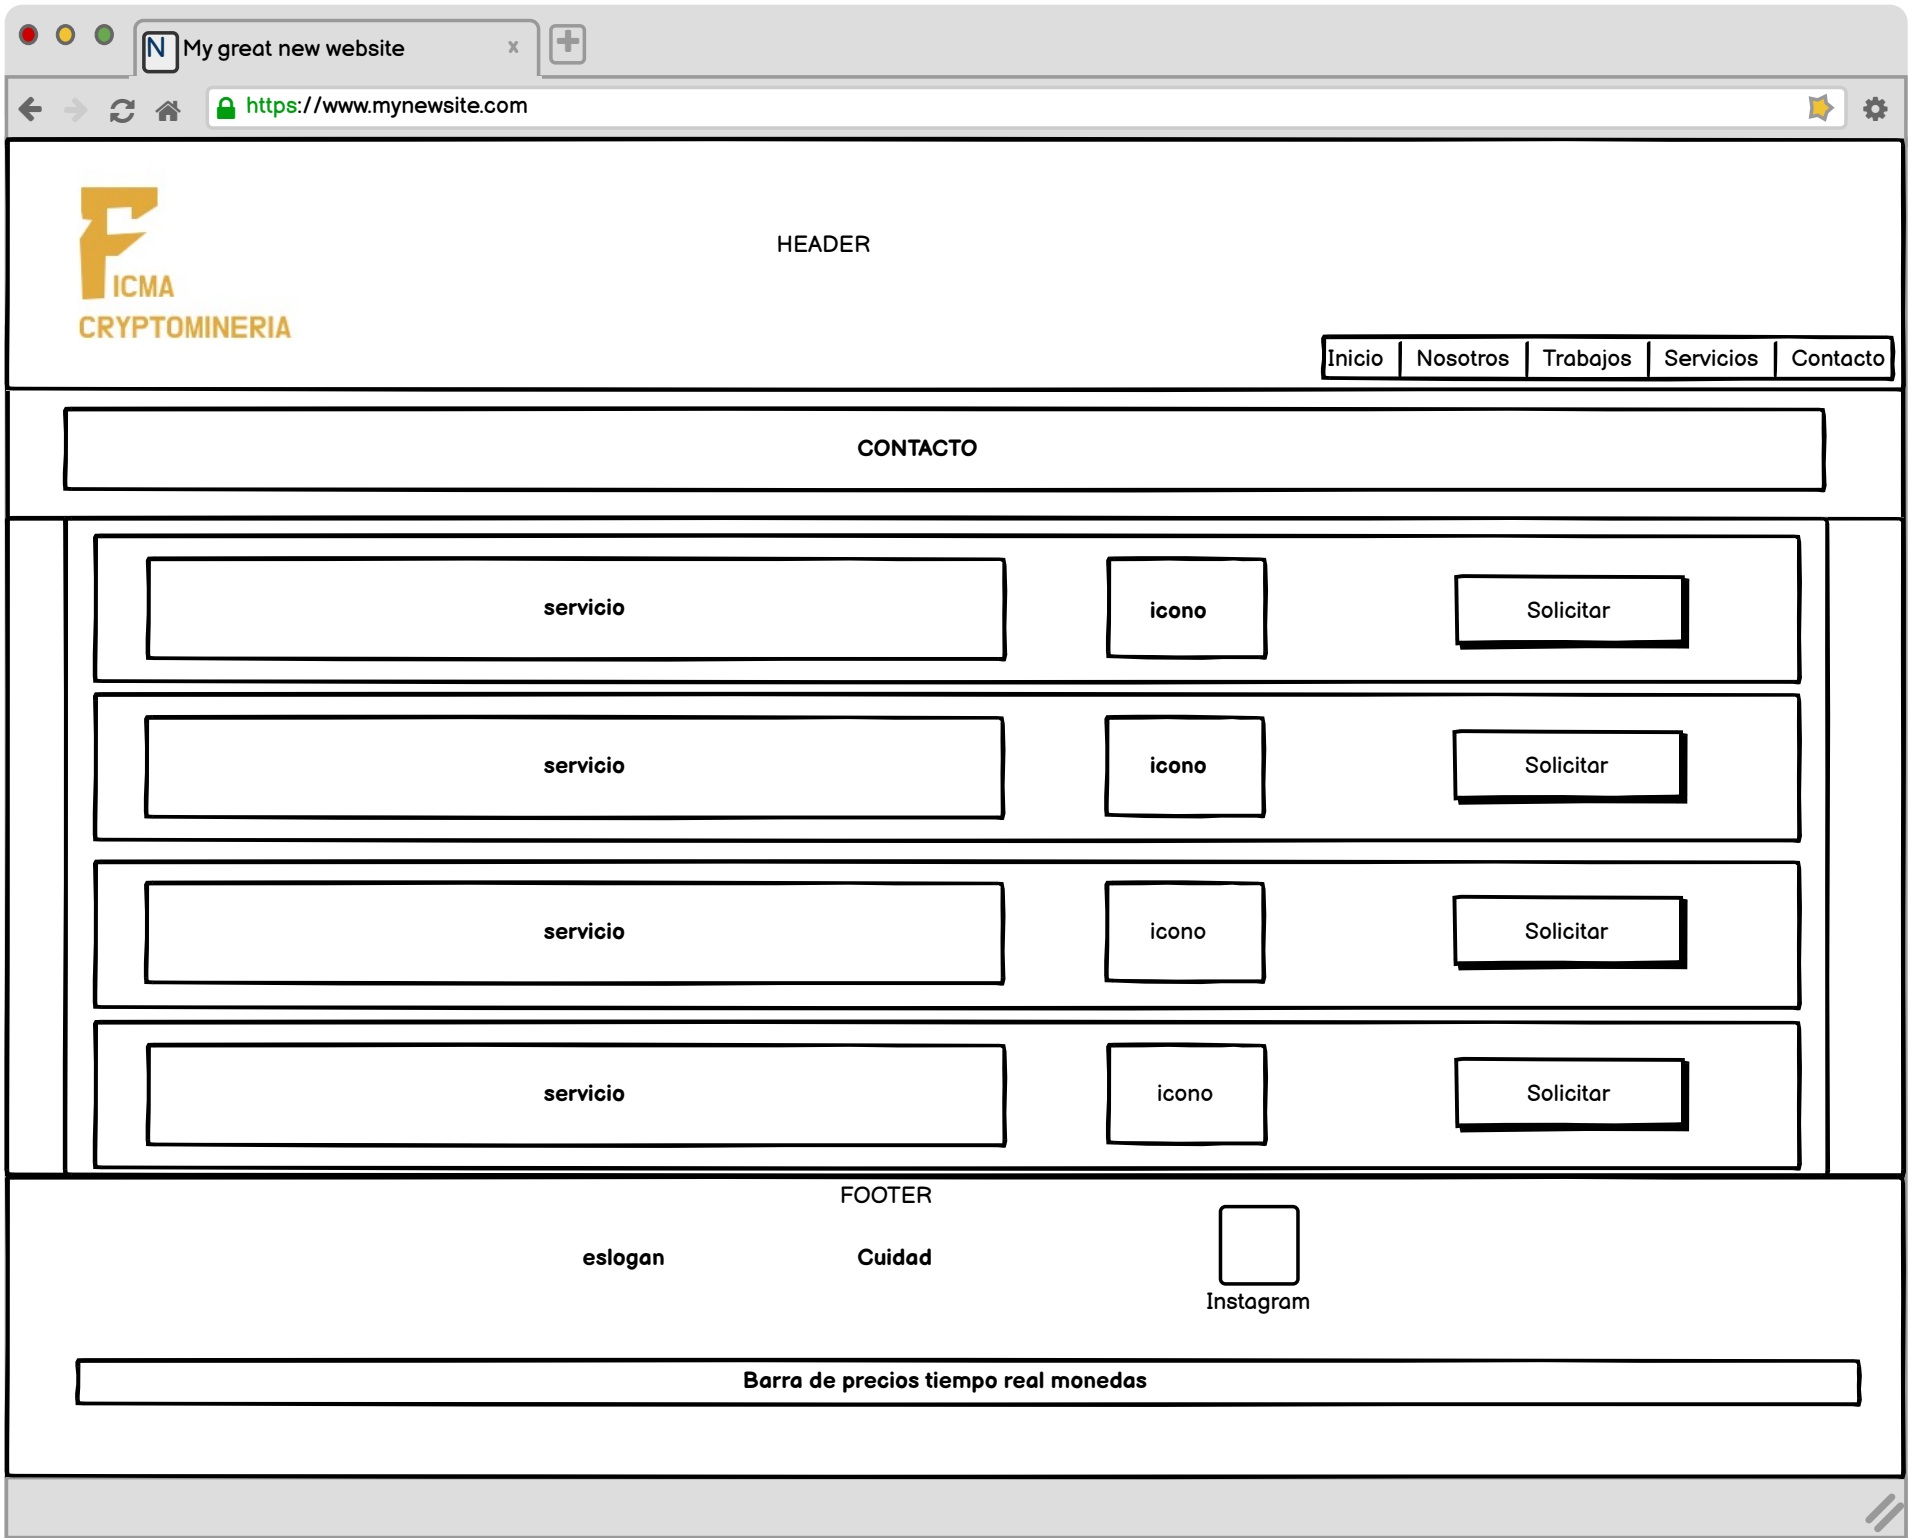 N My great new website x
https://www.mynewsite.com
HEADER
FICMA
CRYPTOMINERIA
Inicio Nosotros Trabajos Servicios Contacto
CONTACTO
servicio icono Solicitar
servicio icono Solicitar
servicio icono Solicitar
servicio icono Solicitar
FOOTER
eslogan Cuidad
Instagram
Barra de precios tiempo real monedas